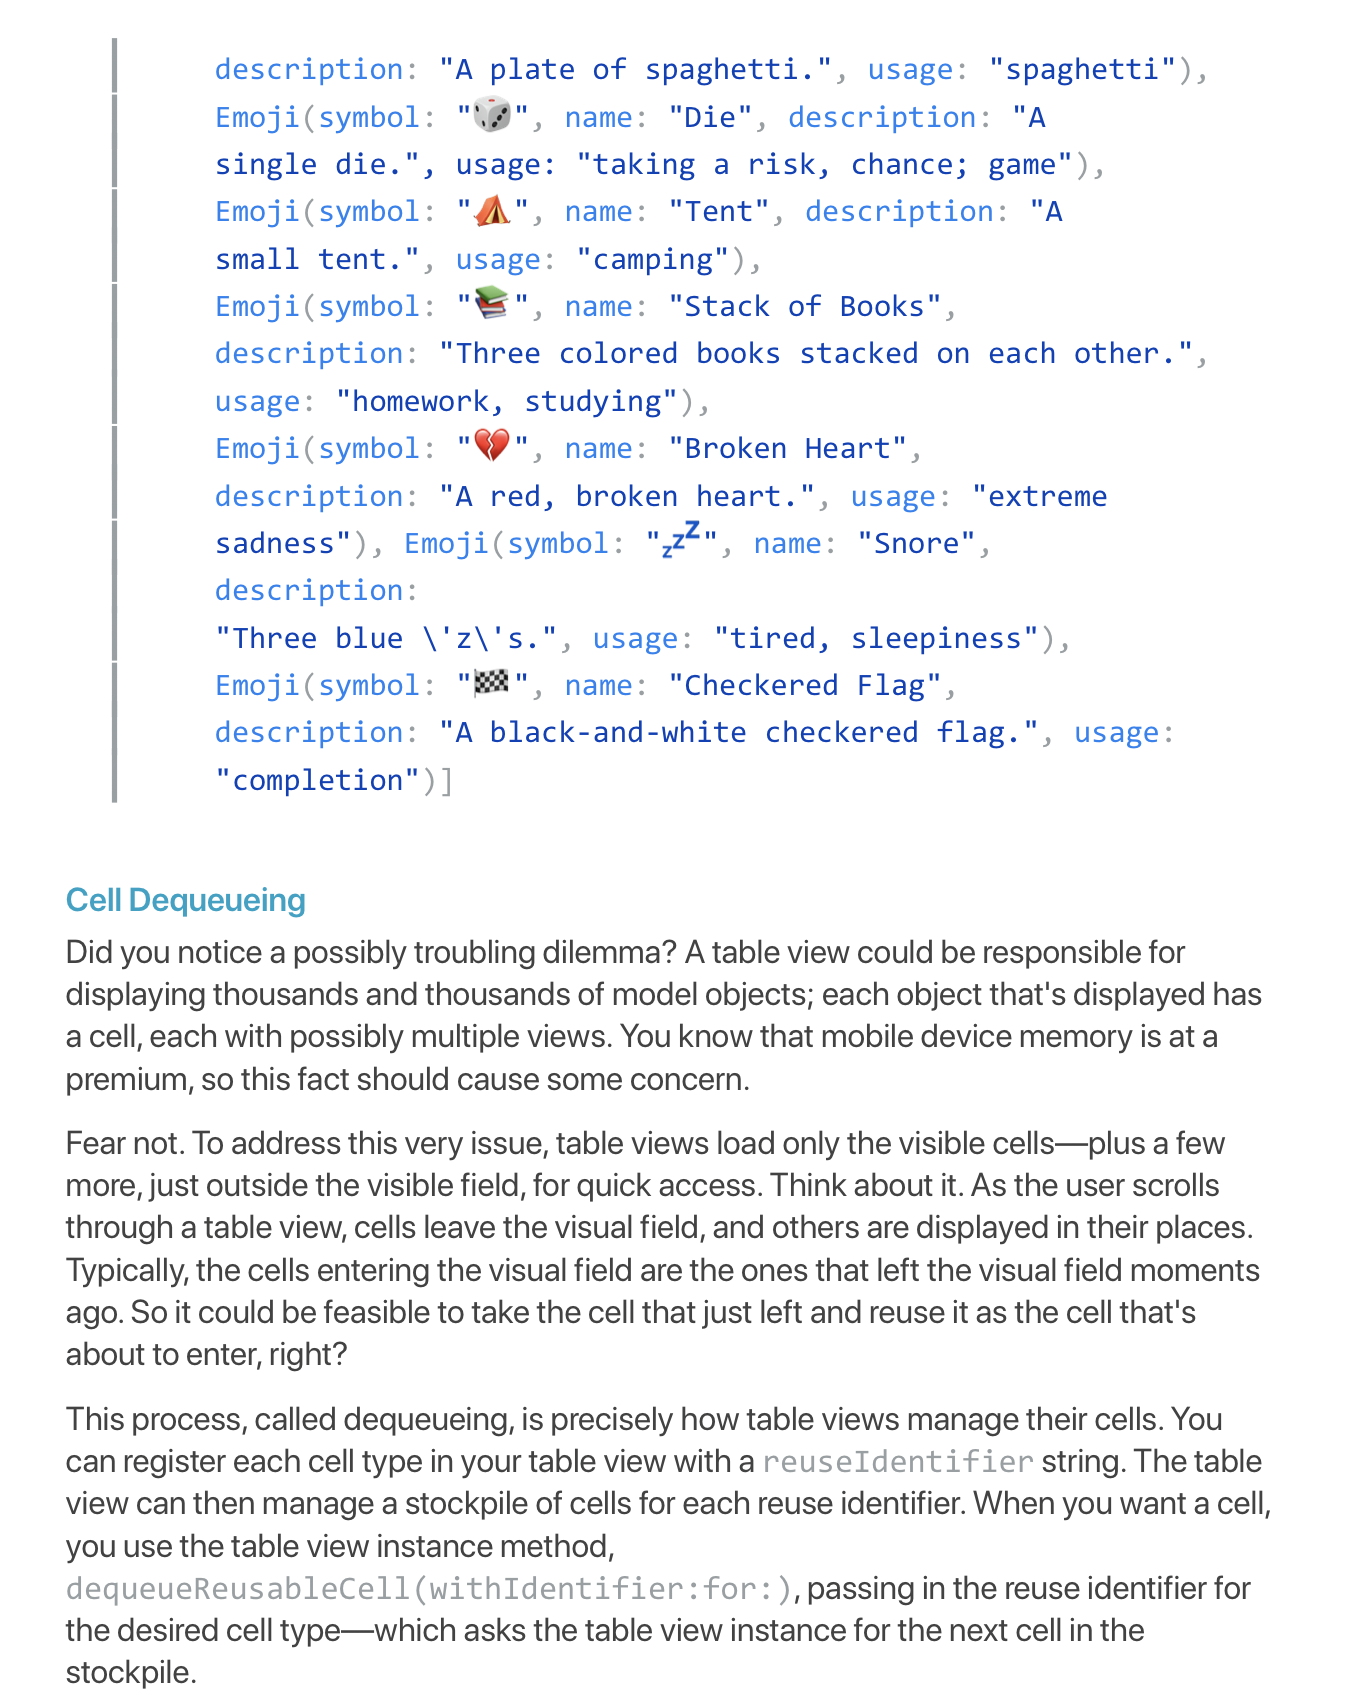 description: "A plate of spaghetti.", usage: "spaghetti"),
Emoji(symbol: "🎲", name: "Die", description: "A
single die.", usage: "taking a risk, chance; game"),
Emoji(symbol: "⛺️", name: "Tent", description: "A
small tent.", usage: "camping"),
Emoji(symbol: "📚", name: "Stack of Books",
description: "Three colored books stacked on each other.",
usage: "homework, studying"),
Emoji(symbol: "💔", name: "Broken Heart",
description: "A red, broken heart.", usage: "extreme
sadness"), Emoji(symbol: "💤", name: "Snore",
description:
"Three blue \'z\'s.", usage: "tired, sleepiness"),
Emoji(symbol: "🏁", name: "Checkered Flag",
description: "A black-and-white checkered flag.", usage:
"completion")]
Cell Dequeueing
Did you notice a possibly troubling dilemma? A table view could be responsible for
displaying thousands and thousands of model objects; each object that's displayed has
a cell, each with possibly multiple views. You know that mobile device memory is at a
premium, so this fact should cause some concern.
Fear not. To address this very issue, table views load only the visible cells—plus a few
more, just outside the visible field, for quick access. Think about it. As the user scrolls
through a table view, cells leave the visual field, and others are displayed in their places.
Typically, the cells entering the visual field are the ones that left the visual field moments
ago. So it could be feasible to take the cell that just left and reuse it as the cell that's
about to enter, right?
This process, called dequeueing, is precisely how table views manage their cells. You
can register each cell type in your table view with a reuseIdentifier string. The table
view can then manage a stockpile of cells for each reuse identifier. When you want a cell,
you use the table view instance method,
dequeueReusableCell(withIdentifier:for:), passing in the reuse identifier for
the desired cell type—which asks the table view instance for the next cell in the
stockpile.